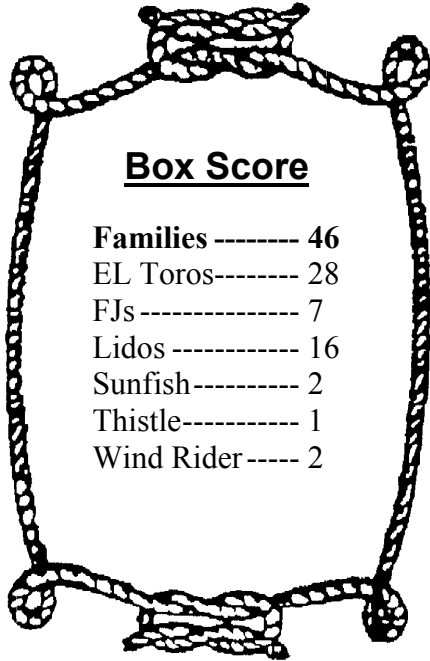 Box Score
Families -------- 46
EL Toros-------- 28
FJs --------------- 7
Lidos ------------ 16
Sunfish---------- 2
Thistle----------- 1
Wind Rider ----- 2